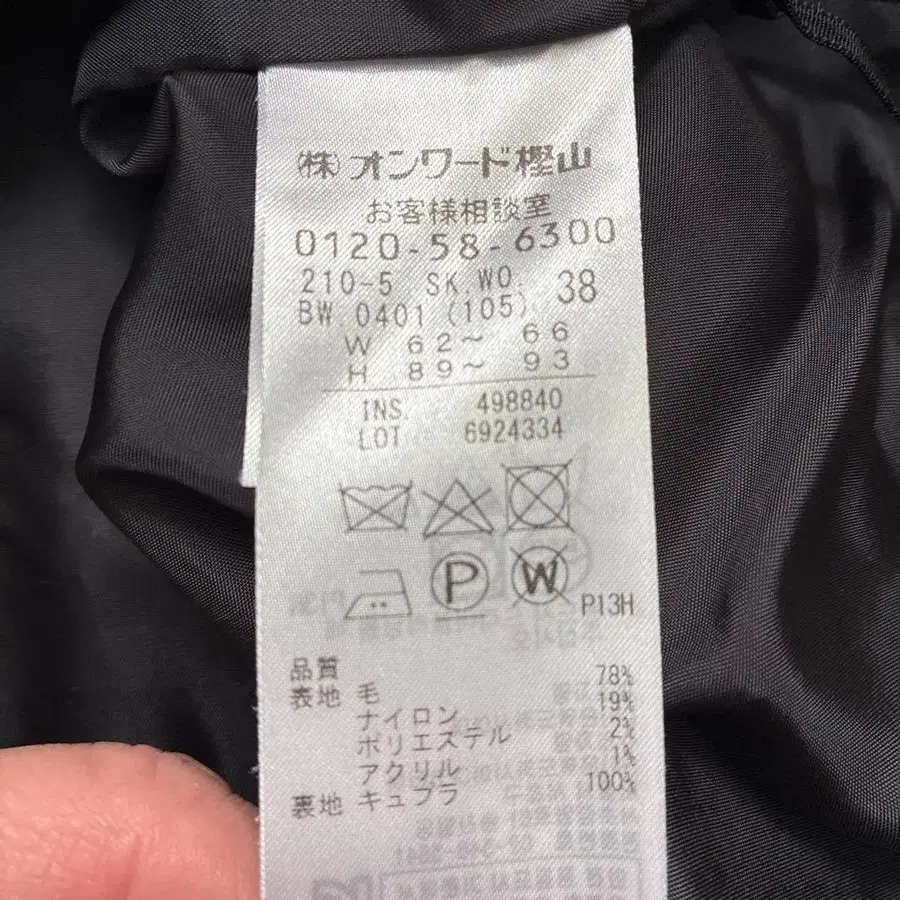 (株)オンワード樫山
お客様相談室
0120-58-6300
210-5 SK.WO. 38
BW.0401 (105)
W 62~ 66
H 89~ 93
INS. 498840
LOT 6924334
P W P13H
品質
表地 毛 78%
ナイロン 19%
ポリエステル 2%
アクリル 1%
裏地 キュプラ 100%